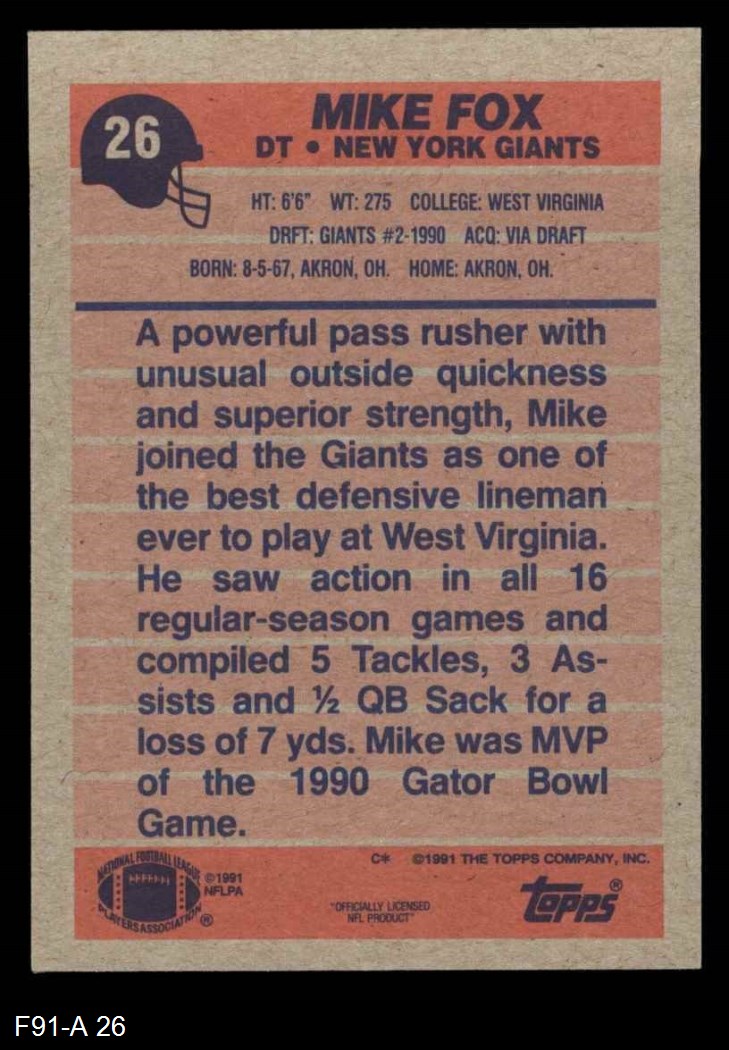 26
MIKE FOX
DT • NEW YORK GIANTS
HT: 6'6" WT: 275 COLLEGE: WEST VIRGINIA
DRFT: GIANTS #2-1990 ACQ: VIA DRAFT
BORN: 8-5-67, AKRON, OH. HOME: AKRON, OH.
A powerful pass rusher with
unusual outside quickness
and superior strength, Mike
joined the Giants as one of
the best defensive lineman
ever to play at West Virginia.
He saw action in all 16
regular-season games and
compiled 5 Tackles, 3 As-
sists and ½ QB Sack for a
loss of 7 yds. Mike was MVP
of the 1990 Gator Bowl
Game.
C* ©1991 THE TOPPS COMPANY, INC.
NATIONAL FOOTBALL LEAGUE
PLAYERS ASSOCIATION ®
©1991
NFLPA
"OFFICIALLY LICENSED
NFL PRODUCT"
topps®
F91-A 26